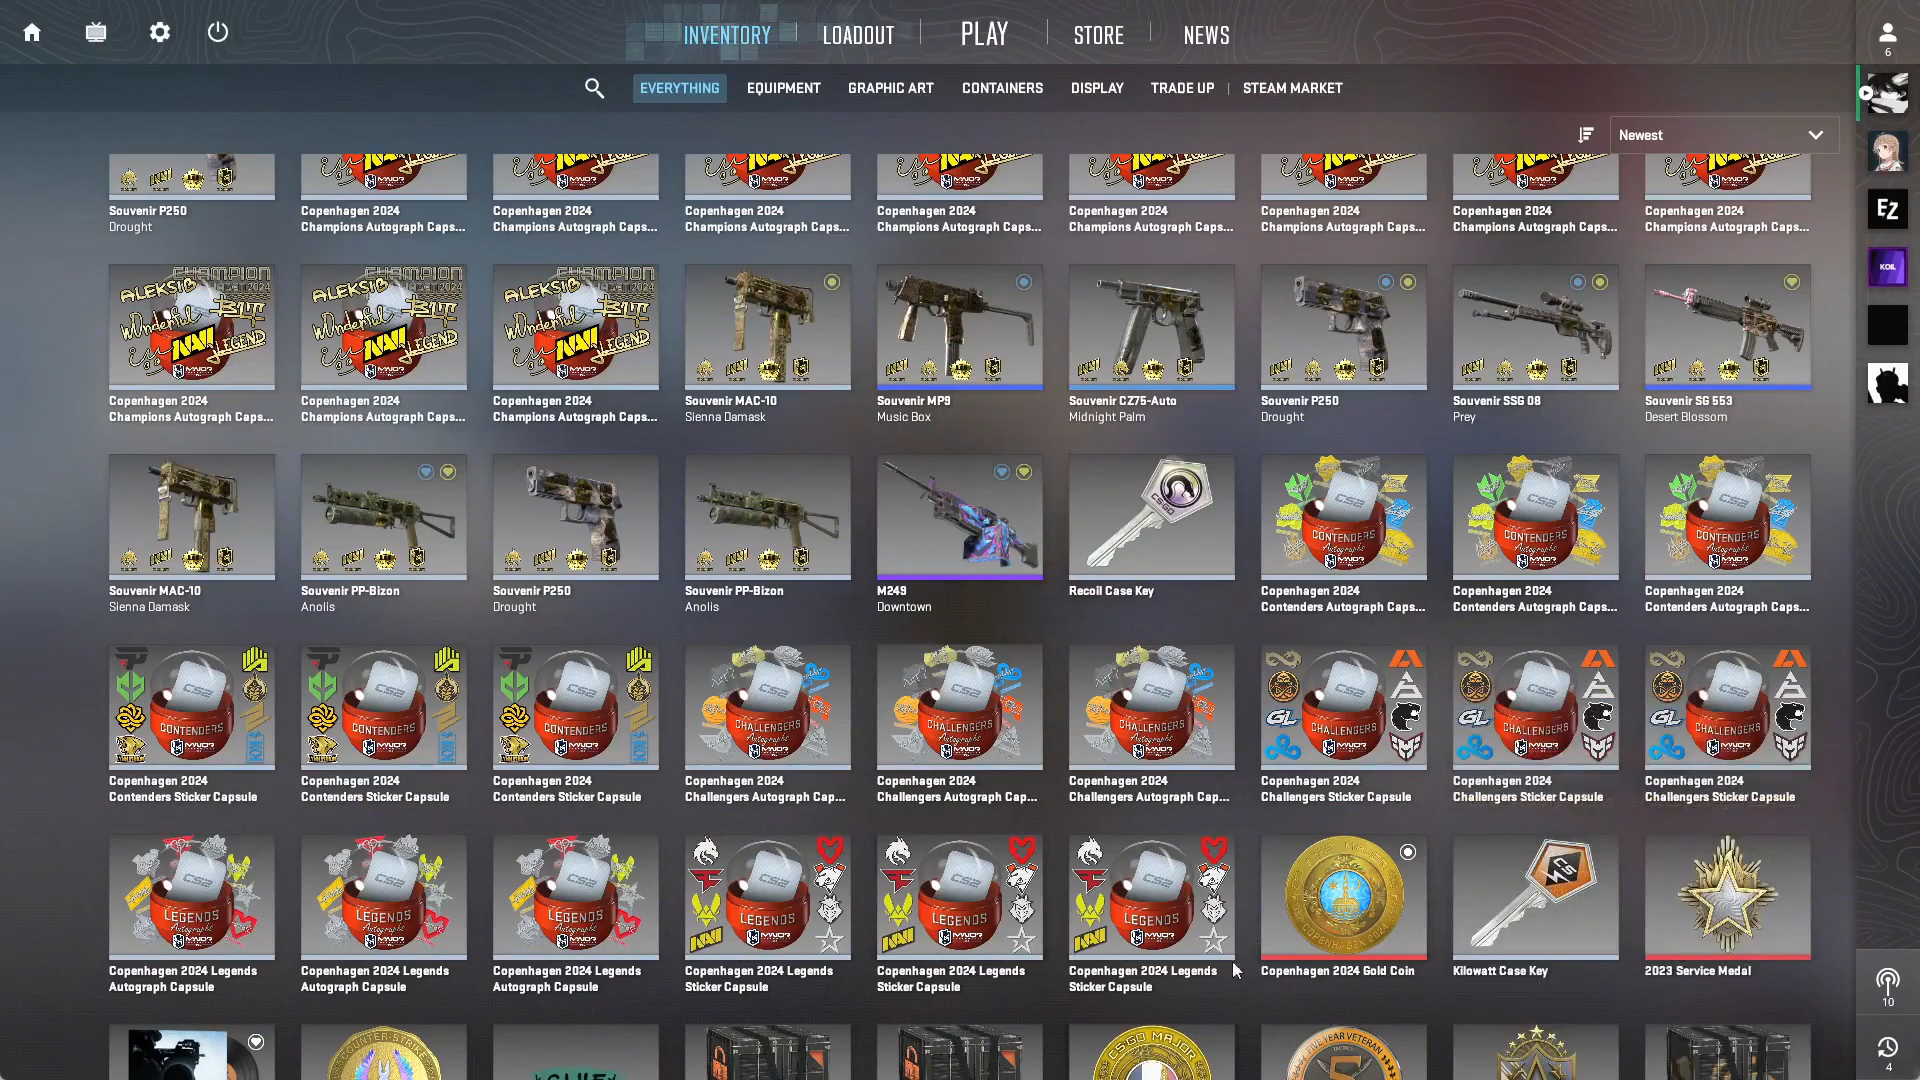 INVENTORY
LOADOUT
PLAY
STORE
NEWS
6
EVERYTHING
EQUIPMENT
GRAPHIC ART
CONTAINERS
DISPLAY
TRADE UP
STEAM MARKET
Newest
EZ
KOIL
Souvenir P250
Drought
Copenhagen 2024
Champions Autograph Caps...
Copenhagen 2024
Champions Autograph Caps...
Copenhagen 2024
Champions Autograph Caps...
Copenhagen 2024
Champions Autograph Caps...
Copenhagen 2024
Champions Autograph Caps...
Copenhagen 2024
Champions Autograph Caps...
Copenhagen 2024
Champions Autograph Caps...
Copenhagen 2024
Champions Autograph Caps...
Copenhagen 2024
Champions Autograph Caps...
Copenhagen 2024
Champions Autograph Caps...
Copenhagen 2024
Champions Autograph Caps...
Souvenir MAC-10
Sienna Damask
Souvenir MP9
Music Box
Souvenir CZ75-Auto
Midnight Palm
Souvenir P250
Drought
Souvenir SSG 08
Prey
Souvenir SG 553
Desert Blossom
Souvenir MAC-10
Sienna Damask
Souvenir PP-Bizon
Anolis
Souvenir P250
Drought
Souvenir PP-Bizon
Anolis
M249
Downtown
Recoil Case Key
Copenhagen 2024
Contenders Autograph Caps...
Copenhagen 2024
Contenders Autograph Caps...
Copenhagen 2024
Contenders Autograph Caps...
Copenhagen 2024
Contenders Sticker Capsule
Copenhagen 2024
Contenders Sticker Capsule
Copenhagen 2024
Contenders Sticker Capsule
Copenhagen 2024
Challengers Autograph Cap...
Copenhagen 2024
Challengers Autograph Cap...
Copenhagen 2024
Challengers Autograph Cap...
Copenhagen 2024
Challengers Sticker Capsule
Copenhagen 2024
Challengers Sticker Capsule
Copenhagen 2024
Challengers Sticker Capsule
Copenhagen 2024 Legends
Autograph Capsule
Copenhagen 2024 Legends
Autograph Capsule
Copenhagen 2024 Legends
Autograph Capsule
Copenhagen 2024 Legends
Sticker Capsule
Copenhagen 2024 Legends
Sticker Capsule
Copenhagen 2024 Legends
Sticker Capsule
Copenhagen 2024 Gold Coin
Kilowatt Case Key
2023 Service Medal
10
4